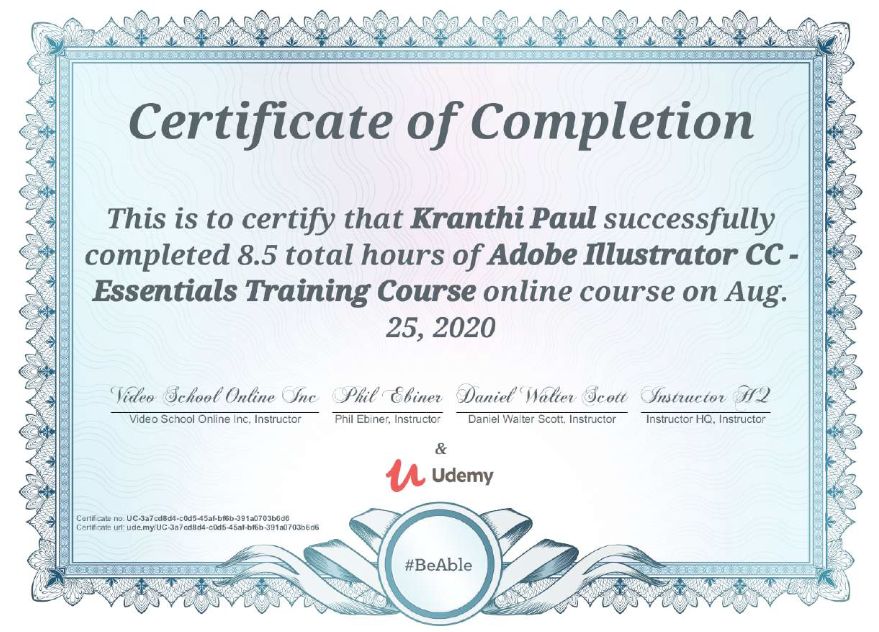 Certificate of Completion
This is to certify that Kranthi Paul successfully
completed 8.5 total hours of Adobe Illustrator CC -
Essentials Training Course online course on Aug.
25, 2020
Video School Online Inc Phil Ebiner Daniel Walter Scott Instructor HQ
Video School Online Inc, Instructor Phil Ebiner, Instructor Daniel Walter Scott, Instructor Instructor HQ, Instructor
&
Udemy
Certificate no: UC-3a7cd8d4-c0d5-45af-bf6b-391a0703b6d6
Certificate url: ude.my/UC-3a7cd8d4-c0d5-45af-bf6b-391a0703b6d6
#BeAble